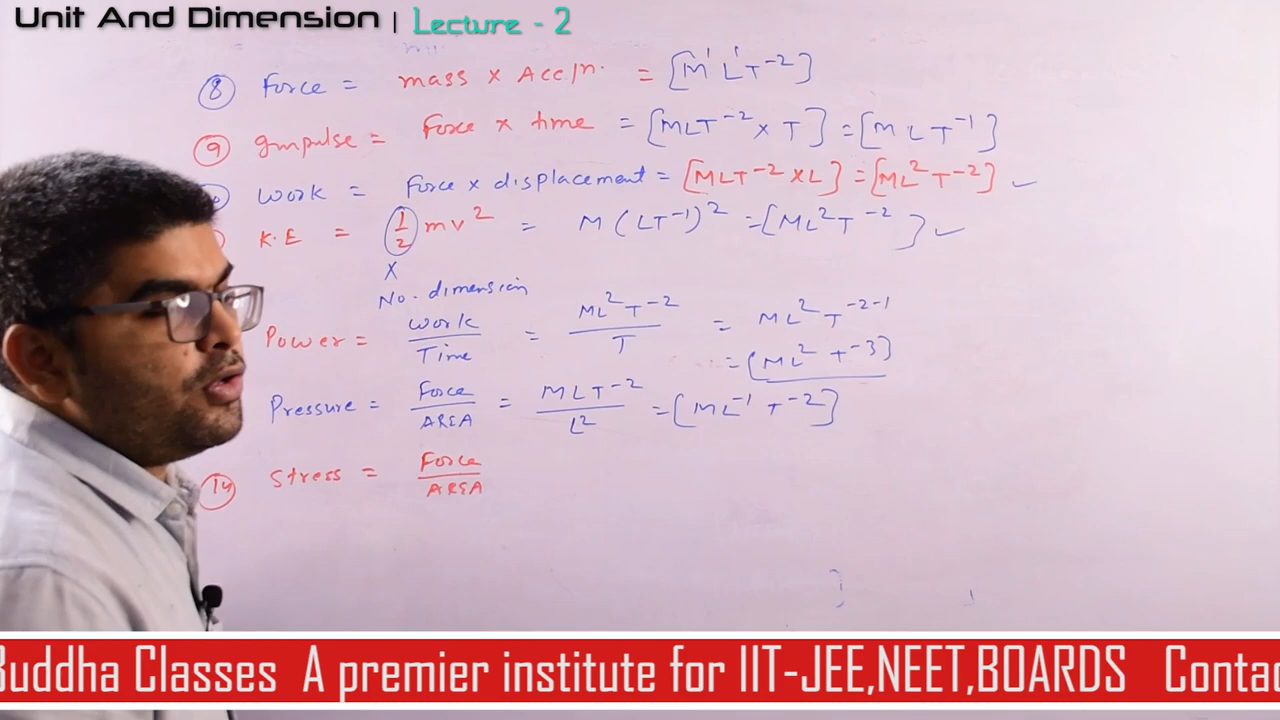 Unit And Dimension | Lecture - 2
⑧ Force = mass × Acc/n. = [M¹L¹T⁻²]
⑨ Impulse = Force × time = [MLT⁻² × T] = [MLT⁻¹]
Work = Force × displacement = [MLT⁻² × L] = [ML²T⁻²] ✓
K.E = 1/2 mv² = M(LT⁻¹)² = [ML²T⁻²] ✓
×
No. dimension
Power = Work/Time = ML²T⁻²/T = ML²T⁻²⁻¹
= [ML²T⁻³]
Pressure = Force/AREA = MLT⁻²/L² = [ML⁻¹T⁻²]
⑭ Stress = Force/AREA
Buddha Classes A premier institute for IIT-JEE,NEET,BOARDS Contac